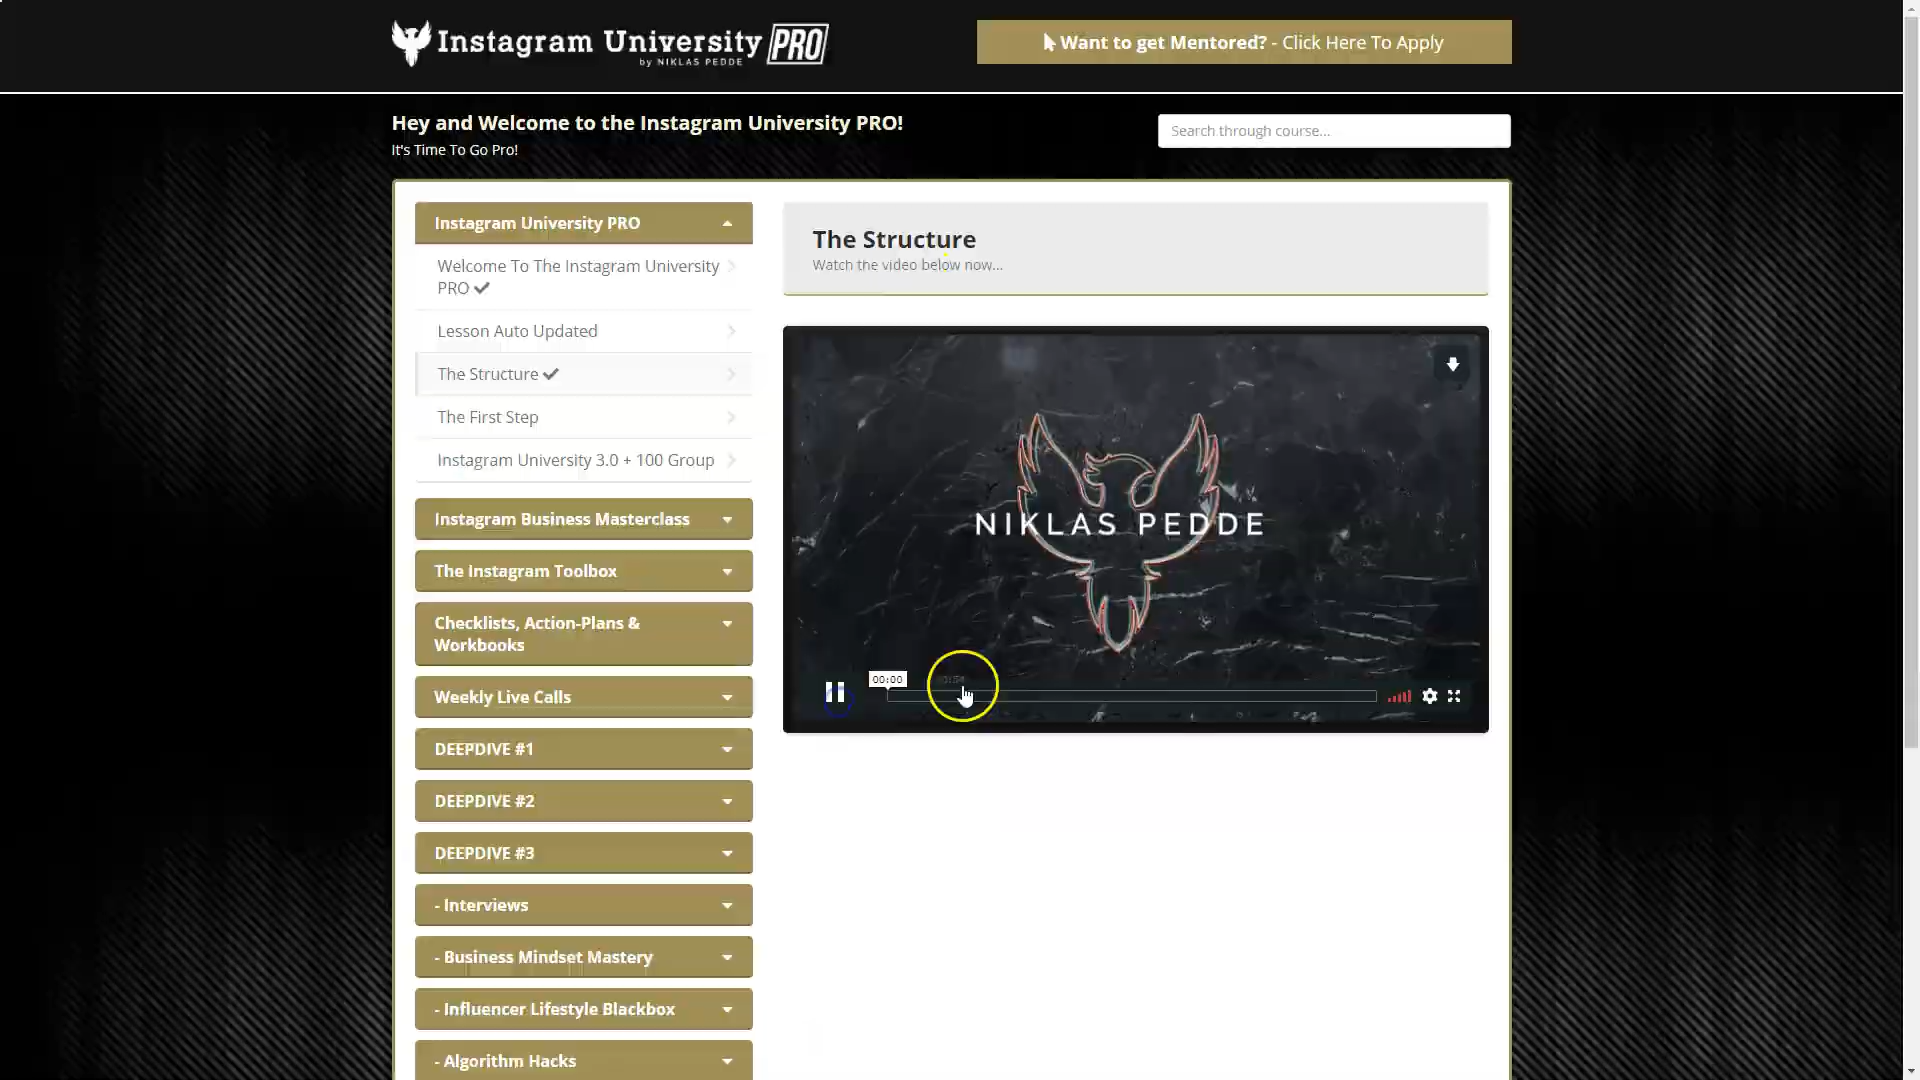 Instagram University PRO
by NIKLAS PEDDE
Want to get Mentored? - Click Here To Apply
Hey and Welcome to the Instagram University PRO!
It's Time To Go Pro!
Search through course...
Instagram University PRO
Welcome To The Instagram University
PRO
Lesson Auto Updated
The Structure
The First Step
Instagram University 3.0 + 100 Group
Instagram Business Masterclass
The Instagram Toolbox
Checklists, Action-Plans &
Workbooks
Weekly Live Calls
DEEPDIVE #1
DEEPDIVE #2
DEEPDIVE #3
- Interviews
- Business Mindset Mastery
- Influencer Lifestyle Blackbox
- Algorithm Hacks
The Structure
Watch the video below now...
NIKLAS PEDDE
00:00